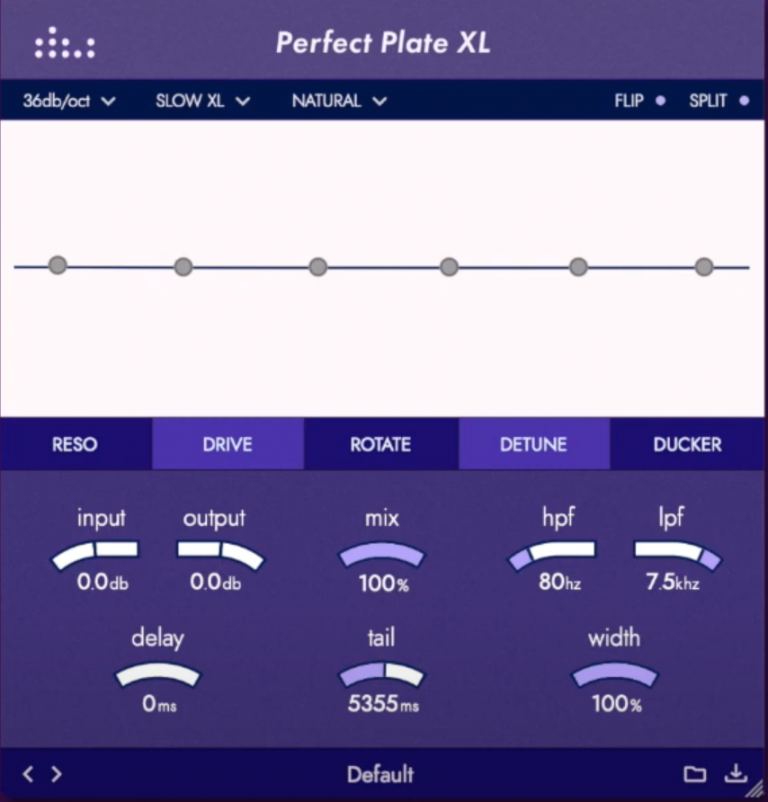 Perfect Plate XL
36db/oct SLOW XL NATURAL FLIP SPLIT
RESO DRIVE ROTATE DETUNE DUCKER
input output mix hpf lpf
0.0db 0.0db 100% 80hz 7.5khz
delay tail width
0ms 5355ms 100%
Default